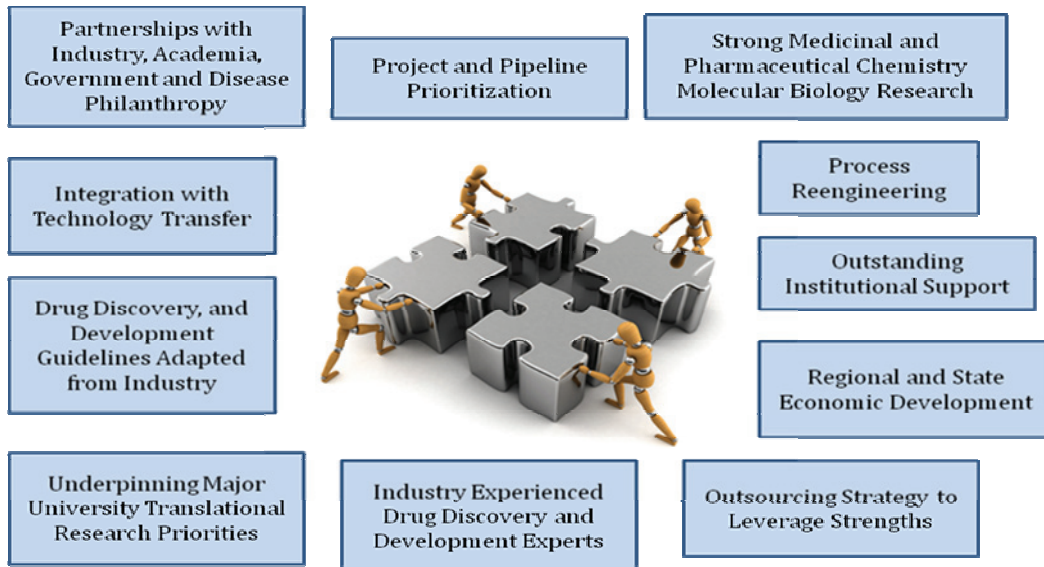 Partnerships with
Industry, Academia,
Government and Disease
Philanthropy
Project and Pipeline
Prioritization
Strong Medicinal and
Pharmaceutical Chemistry
Molecular Biology Research
Integration with
Technology Transfer
Process
Reengineering
Outstanding
Institutional Support
Drug Discovery, and
Development
Guidelines Adapted
from Industry
Regional and State
Economic Development
Underpinning Major
University Translational
Research Priorities
Industry Experienced
Drug Discovery and
Development Experts
Outsourcing Strategy to
Leverage Strengths